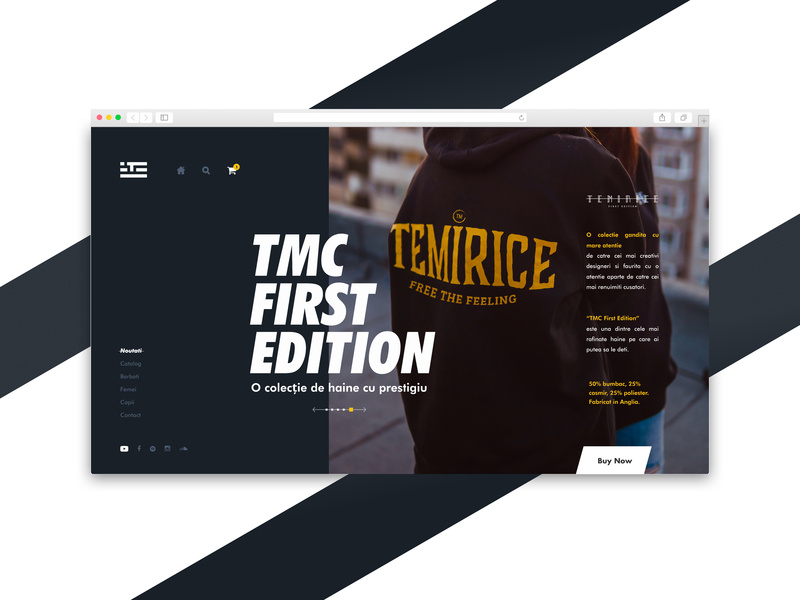 1
TMC
FIRST
EDITION
O colecție de haine cu prestigiu
Noutati
Catalog
Barbati
Femei
Copii
Contact
TM
TEMIRICE
FREE THE FEELING
TEMIRICE
FIRST EDITION
O colectie gandita cu
mare atentie
de catre cei mai creativi
designeri si faurita cu o
atentie aparte de catre cei
mai renuimiti cusatori.
"TMC First Edition"
este una dintre cele mai
rafinate haine pe care ai
putea sa le deti.
50% bumbac, 25%
casmir, 25% poliester.
Fabricat in Anglia.
Buy Now